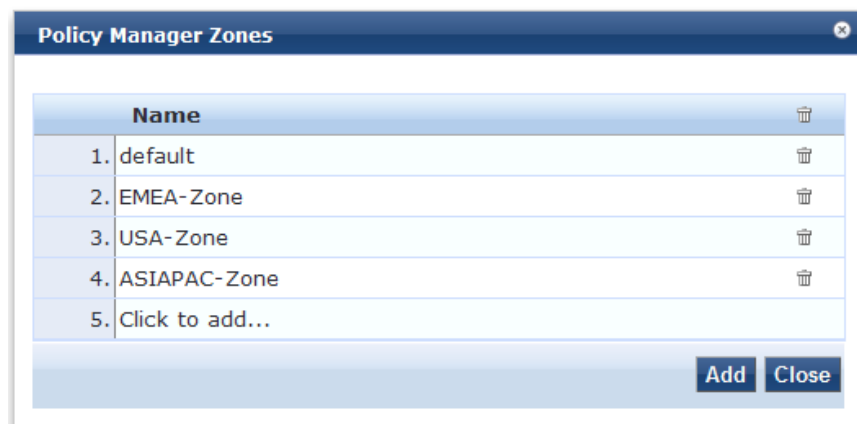 Policy Manager Zones
Name
1. default
2. EMEA-Zone
3. USA-Zone
4. ASIAPAC-Zone
5. Click to add...
Add Close